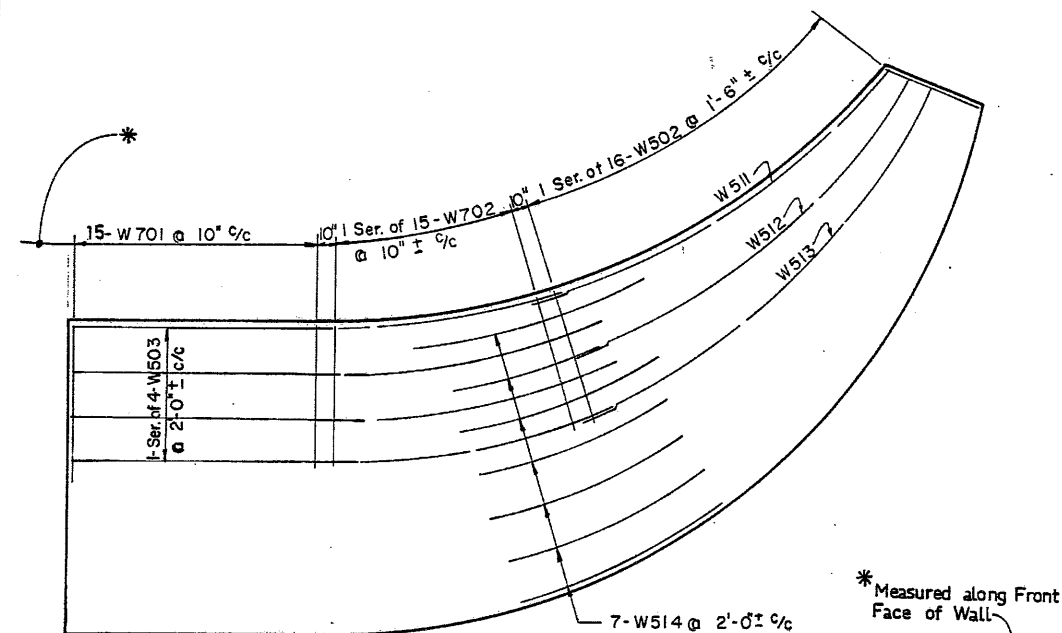 *
15-W701 @ 10" c/c
10"
1 Ser. of 15-W702
@ 10" ± c/c
10"
1 Ser. of 16-W502 @ 1'-6" ± c/c
W511
W512
W513
1-Ser. of 4-W503
@ 2'-0"± c/c
7-W514 @ 2'-0"± c/c
* Measured along Front
Face of Wall